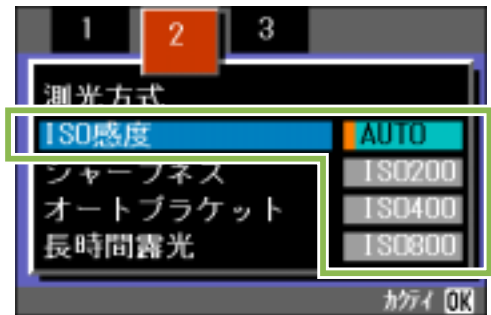 1 2 3
測光方式
ISO感度 AUTO
シャープネス ISO200
オートブラケット ISO400
長時間露光 ISO800
ｶｸﾃｲ OK